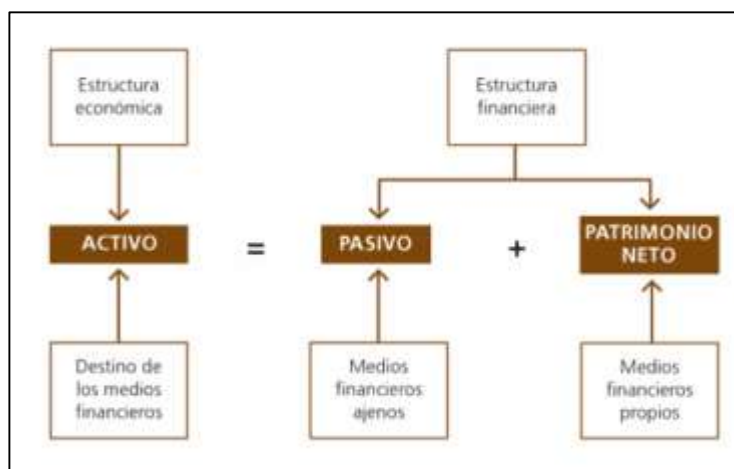 Estructura
económica
Estructura
financiera
ACTIVO
=
PASIVO
+
PATRIMONIO
NETO
Destino de
los medios
financieros
Medios
financieros
ajenos
Medios
financieros
propios